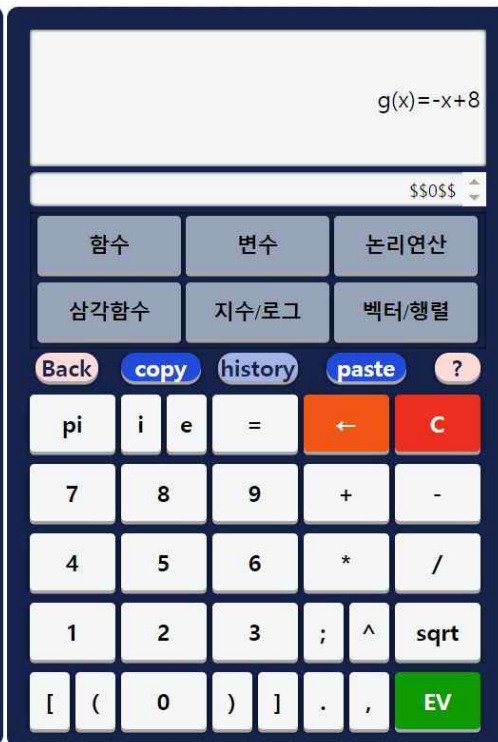 g(x)=-x+8
$$0$$
함수 변수 논리연산
삼각함수 지수/로그 벡터/행렬
Back copy history paste ?
pi i e = ← C
7 8 9 + -
4 5 6 * /
1 2 3 ; ^ sqrt
[ ( 0 ) ] . , EV